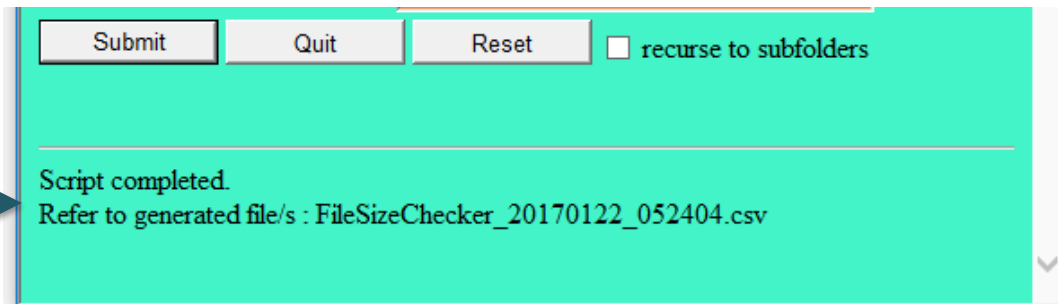 Submit Quit Reset recurse to subfolders
Script completed.
Refer to generated file/s : FileSizeChecker_20170122_052404.csv